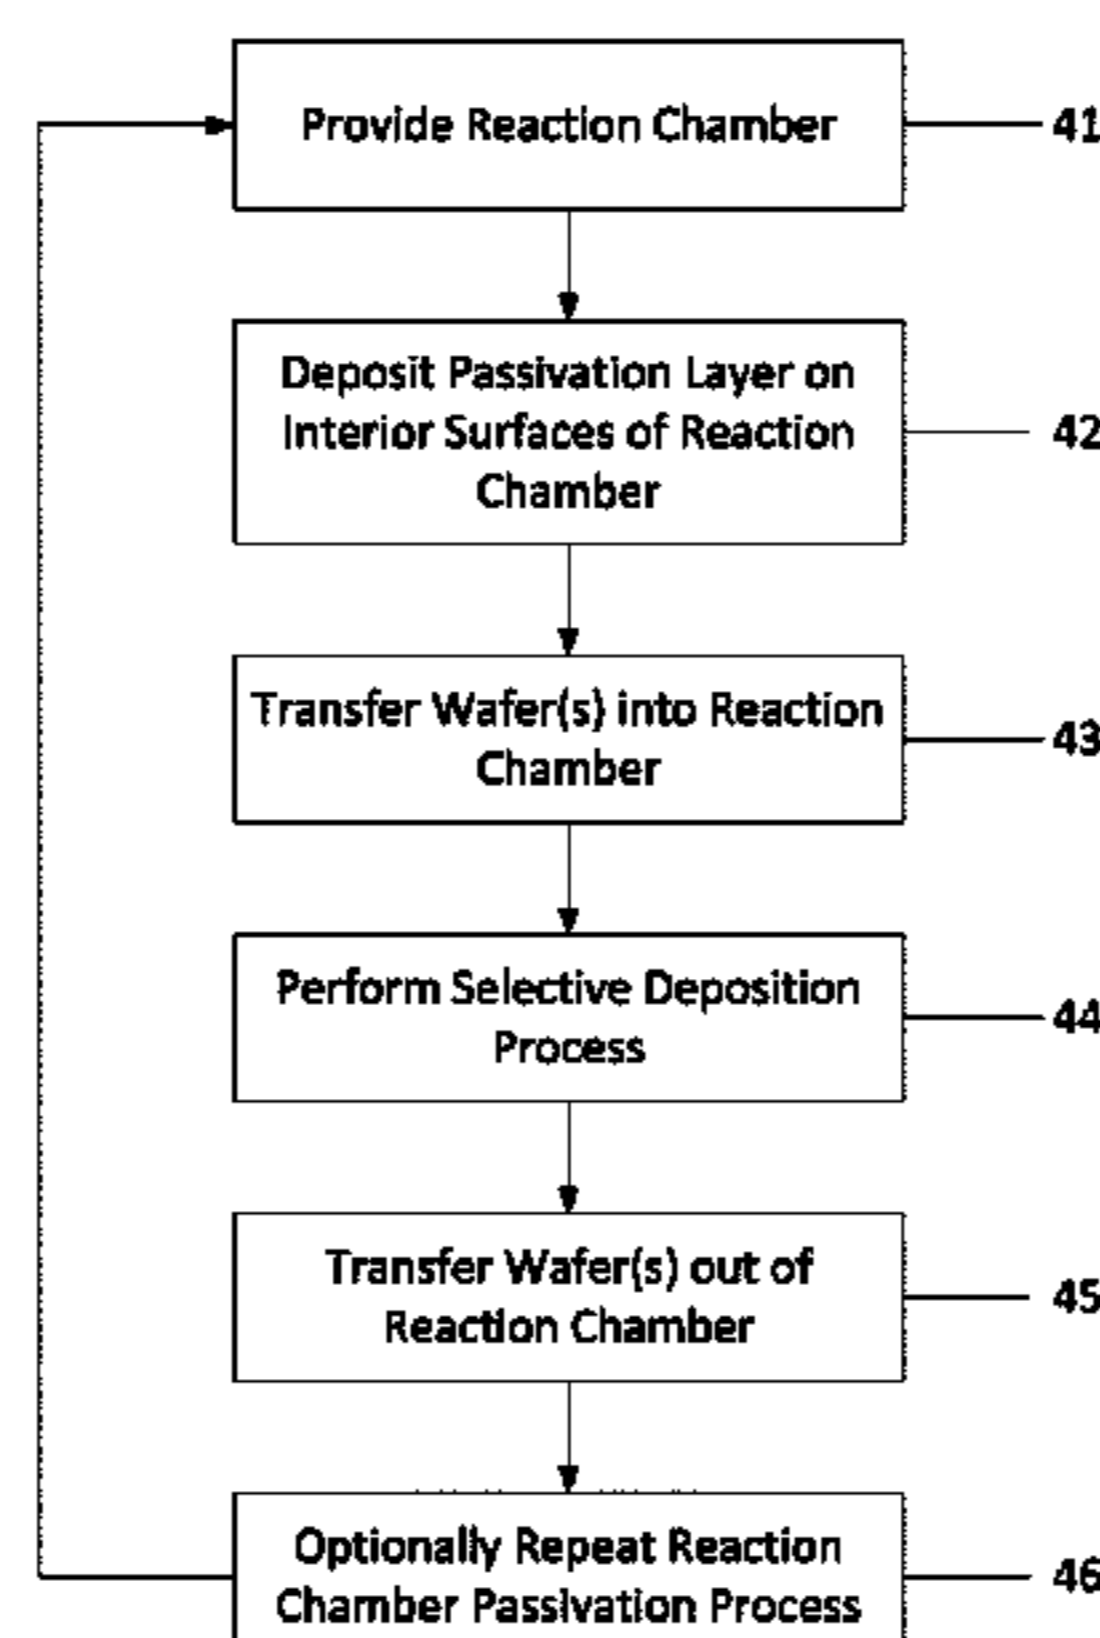 Provide Reaction Chamber
41
Deposit Passivation Layer on
Interior Surfaces of Reaction
Chamber
42
Transfer Wafer(s) into Reaction
Chamber
43
Perform Selective Deposition
Process
44
Transfer Wafer(s) out of
Reaction Chamber
45
Optionally Repeat Reaction
Chamber Passivation Process
46